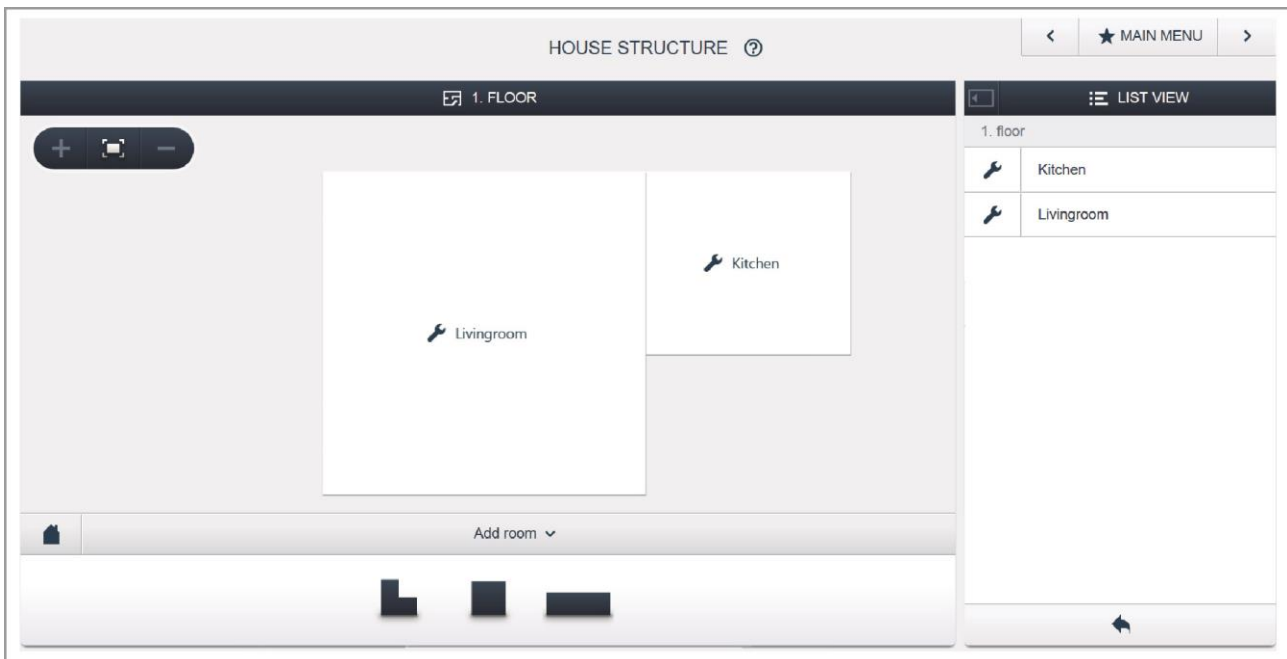 HOUSE STRUCTURE ?
MAIN MENU
1. FLOOR
LIST VIEW
1. floor
Kitchen
Livingroom
Kitchen
Livingroom
Add room